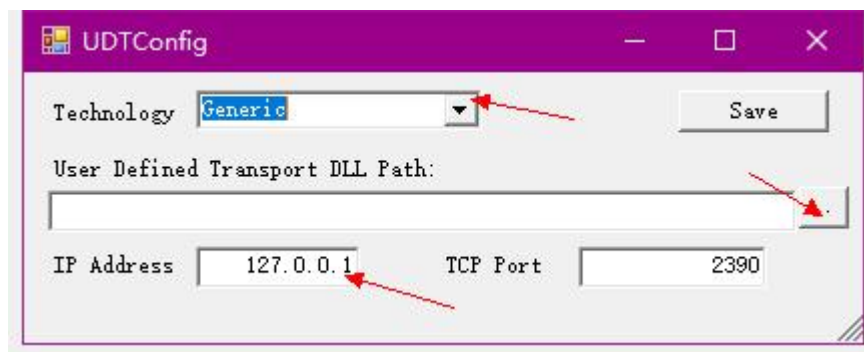 UDTConfig
Technology Generic Save
User Defined Transport DLL Path:
IP Address 127.0.0.1 TCP Port 2390